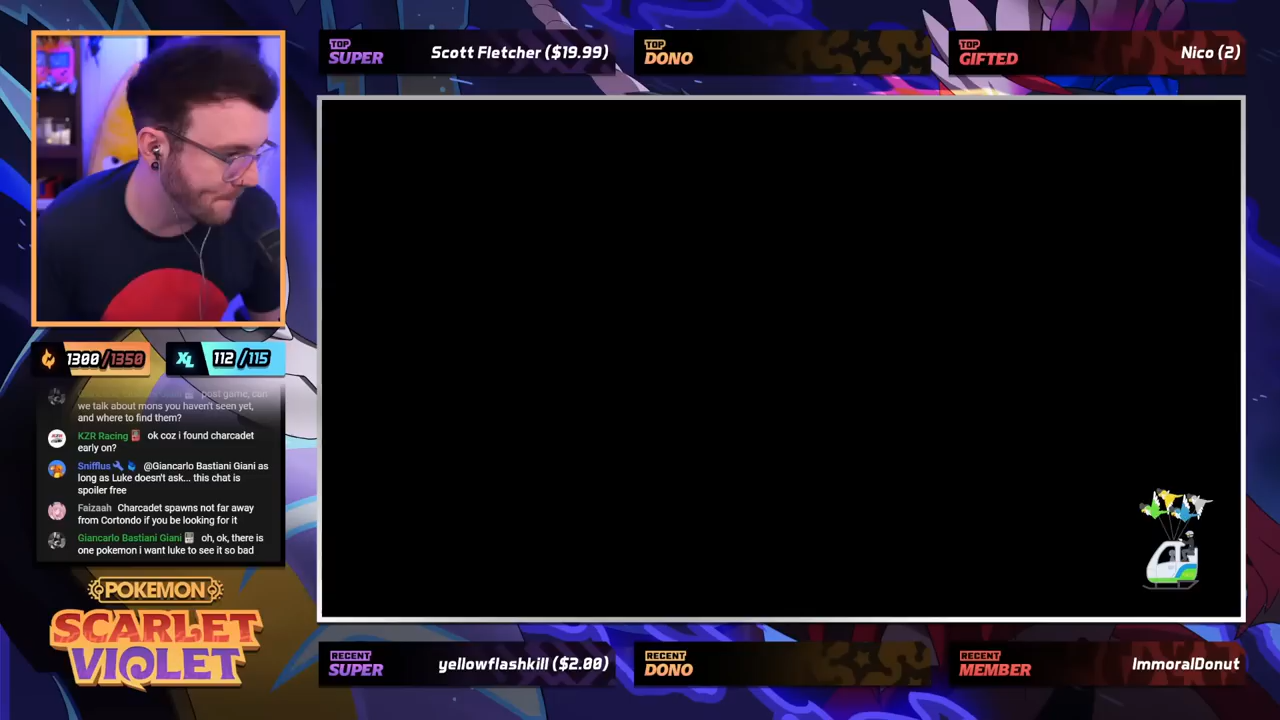 TOP
SUPER
Scott Fletcher ($19.99)
TOP
DONO
TOP
GIFTED
Nico (2)
1300/1350
XL
112/115
post game, can
we talk about mons you haven't seen yet,
and where to find them?
KZR Racing ok coz i found charcadet
early on?
Snifflus @Giancarlo Bastiani Giani as
long as Luke doesn't ask... this chat is
spoiler free
Faizaah Charcadet spawns not far away
from Cortondo if you be looking for it
Giancarlo Bastiani Giani oh, ok, there is
one pokemon i want luke to see it so bad
POKEMON
SCARLET
VIOLET
RECENT
SUPER
yellowflashkill ($2.00)
RECENT
DONO
RECENT
MEMBER
ImmoralDonut